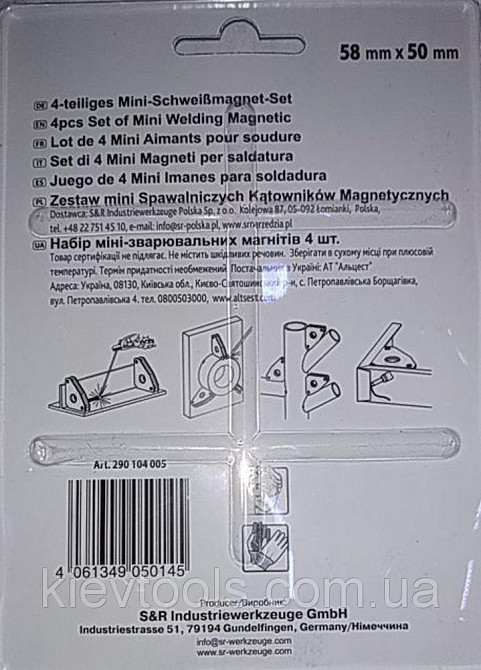 58 mm x 50 mm
DE 4-teiliges Mini-Schweißmagnet-Set
EN 4pcs Set of Mini Welding Magnetic
FR Lot de 4 Mini Aimants pour soudure
IT Set di 4 Mini Magneti per saldatura
ES Juego de 4 Mini Imanes para soldadura
PL Zestaw mini Spawalniczych Kątowników Magnetycznych
Dostawca: S&R Industriewerkzeuge Polska Sp. z o.o. Kolejowa 87, 05-092 Łomianki, Polska,
tel. +48 22 751 45 10, e-mail: info@sr-polska.pl, www.srnarzedzia.pl
UA Набір міні-зварювальних магнітів 4 шт.
Товар сертифікації не підлягає. Не містить шкідливих речовин. Зберігати в сухому місці при плюсовій
температурі. Термін придатності необмежений. Постачальник в Україні: АТ "Альцест"
Адреса: Україна, 08130, Київська обл., Києво-Святошинський р-н, с. Петропавлівська Борщагівка,
вул. Петропавлівська 4. тел. 0800503000, www.altsest.com
Art. 290 104 005
4 061349 050145
Producer/Виробник:
S&R Industriewerkzeuge GmbH
Industriestrasse 51, 79194 Gundelfingen, Germany/Німеччина
info@sr-werkzeuge.com www.sr-werkzeuge.com
kievtools.com.ua